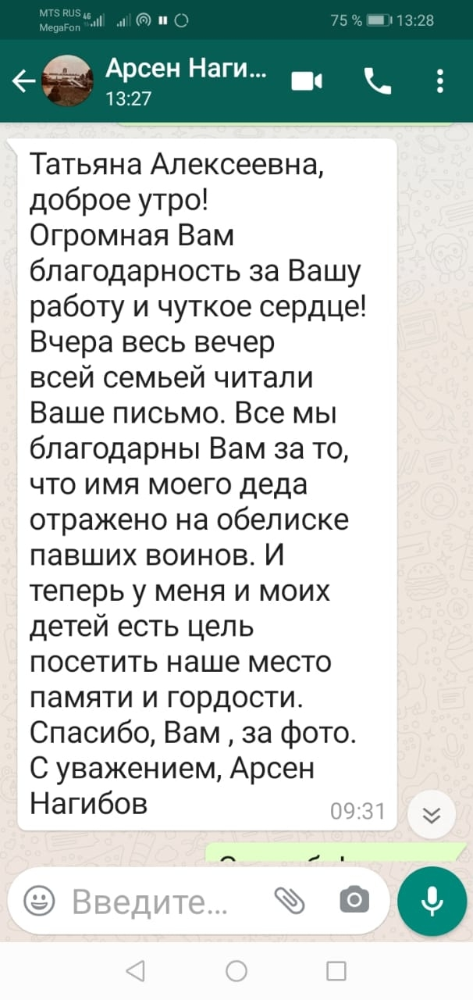 MTS RUS 4G
MegaFon
75 % 13:28
Арсен Наги...
13:27
Татьяна Алексеевна,
доброе утро!
Огромная Вам
благодарность за Вашу
работу и чуткое сердце!
Вчера весь вечер
всей семьей читали
Ваше письмо. Все мы
благодарны Вам за то,
что имя моего деда
отражено на обелиске
павших воинов. И
теперь у меня и моих
детей есть цель
посетить наше место
памяти и гордости.
Спасибо, Вам , за фото.
С уважением, Арсен
Нагибов
09:31
Введите...